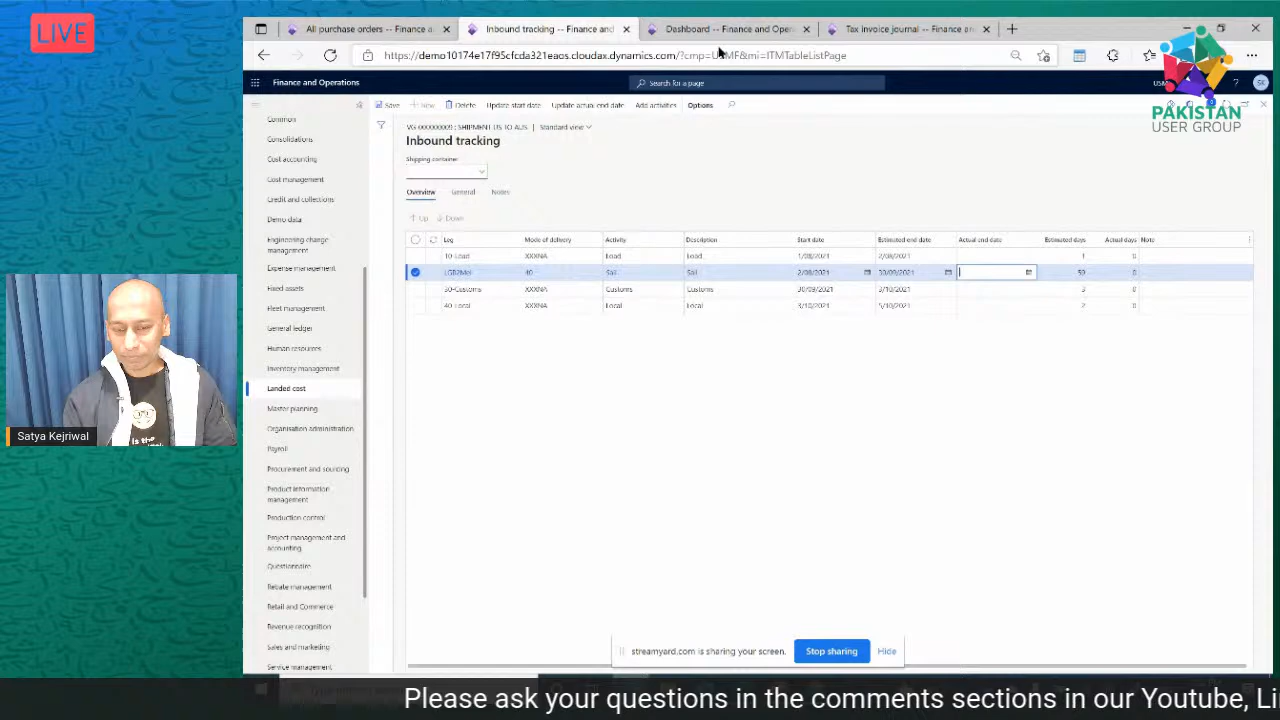 LIVE
All purchase orders -- Finance a
Inbound tracking -- Finance and
Dashboard -- Finance and Oper
Tax invoice journal -- Finance an
https://demo10174e17f95cfcda321eaos.cloudax.dynamics.com/?cmp=USMF&mi=ITMTableListPage
Finance and Operations
Search for a page
SK
PAKISTAN
USER GROUP
Save
New
Delete
Update start date
Update actual end date
Add activities
Options
VG-000000009 : SHIPMENT US TO AUS
Standard view
Inbound tracking
Shipping container
Overview
General
Notes
Up
Down
Leg
Mode of delivery
Activity
Description
Start date
Estimated end date
Actual end date
Estimated days
Actual days
Note
10-Load XXXNA Load Load 1/08/2021 2/08/2021 1 0
40 Sail Sail 2/08/2021 30/09/2021 59 0
30-Customs XXXNA Customs Customs 30/09/2021 3/10/2021 3 0
40-Local XXXNA Local Local 3/10/2021 5/10/2021 2 0
Common
Consolidations
Cost accounting
Cost management
Credit and collections
Demo data
Engineering change
management
Expense management
Fixed assets
Fleet management
General ledger
Human resources
Inventory management
Landed cost
Master planning
Organisation administration
Payroll
Procurement and sourcing
Product information
management
Production control
Project management and
accounting
Questionnaire
Rebate management
Retail and Commerce
Revenue recognition
Sales and marketing
Service management
Satya Kejriwal
streamyard.com is sharing your screen.
Stop sharing
Hide
Please ask your questions in the comments sections in our Youtube, Li